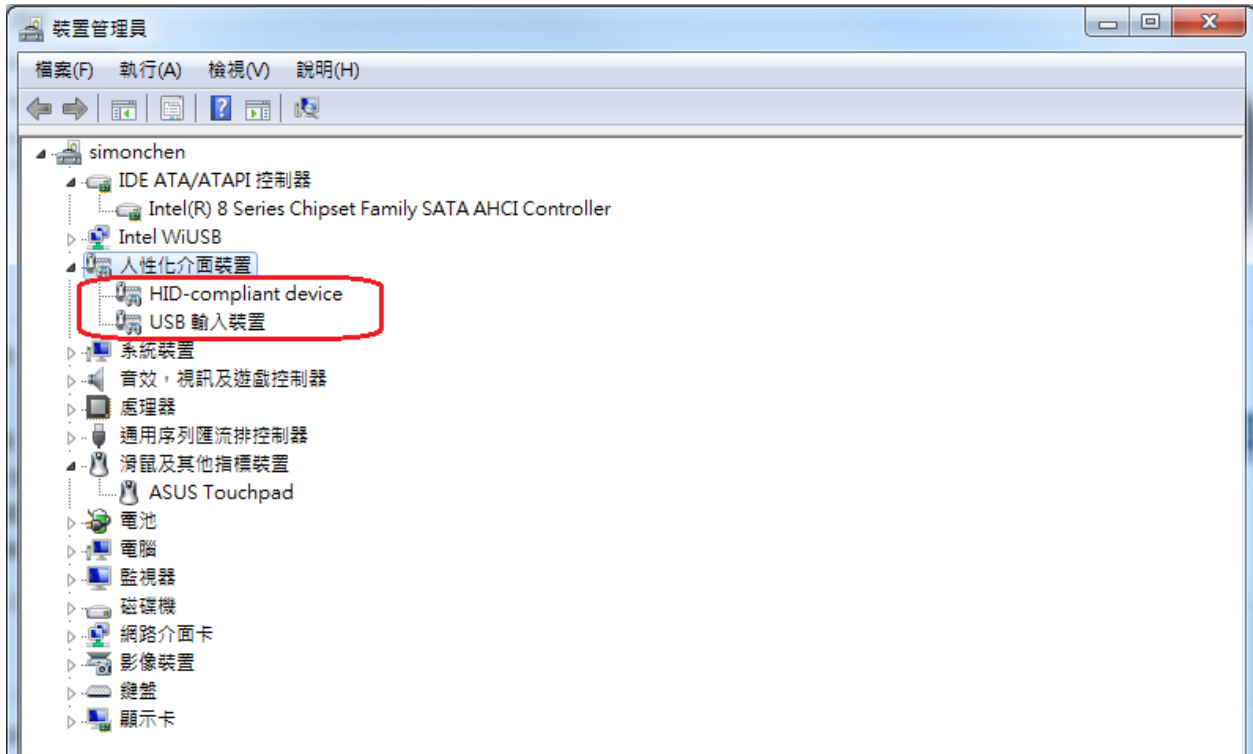 裝置管理員
檔案(F) 執行(A) 檢視(V) 說明(H)
simonchen
IDE ATA/ATAPI 控制器
Intel(R) 8 Series Chipset Family SATA AHCI Controller
Intel WiUSB
人性化介面裝置
HID-compliant device
USB 輸入裝置
系統裝置
音效，視訊及遊戲控制器
處理器
通用序列匯流排控制器
滑鼠及其他指標裝置
ASUS Touchpad
電池
電腦
監視器
磁碟機
網路介面卡
影像裝置
鍵盤
顯示卡